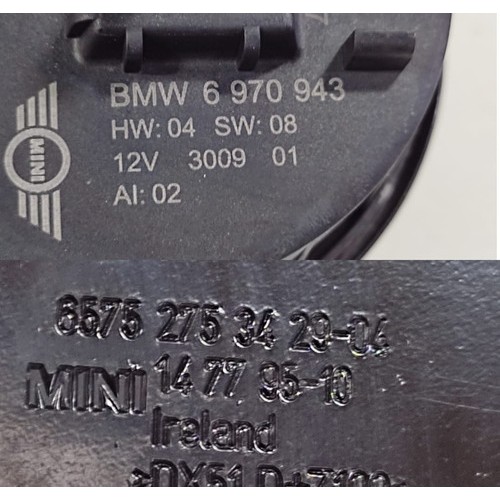 MINI
BMW 6 970 943
HW: 04 SW: 08
12V 3009 01
AI: 02
6575 275 34 29-04
MINI 14 77 95-10
Ireland